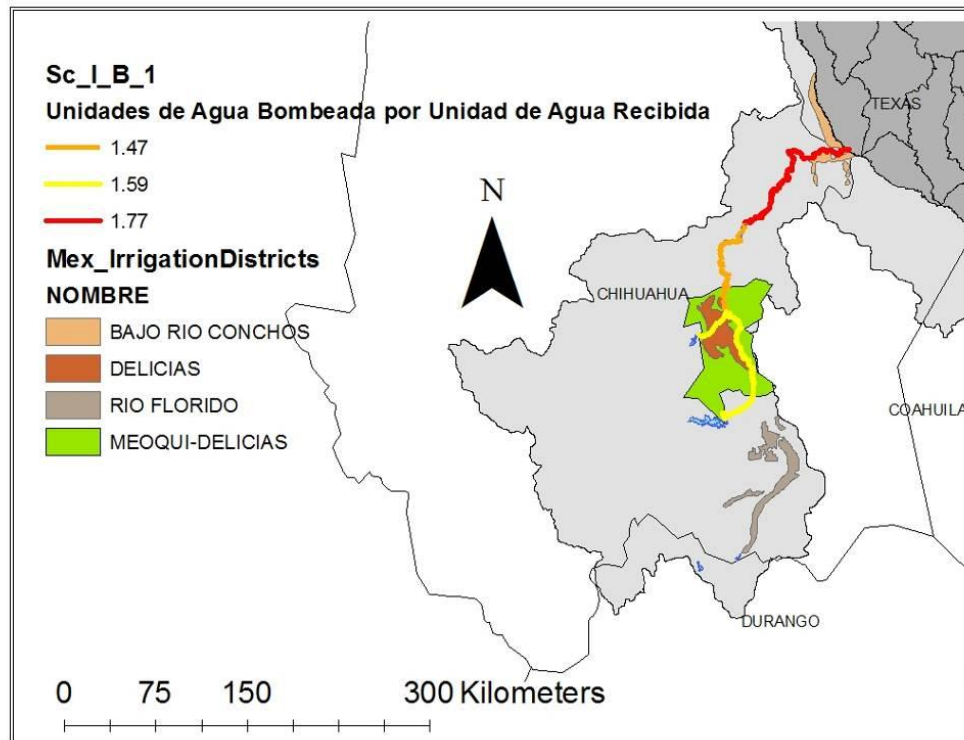 Sc_I_B_1
Unidades de Agua Bombeada por Unidad de Agua Recibida
1.47
1.59
1.77
Mex_IrrigationDistricts
NOMBRE
BAJO RIO CONCHOS
DELICIAS
RIO FLORIDO
MEOQUI-DELICIAS
N
TEXAS
CHIHUAHUA
COAHUILA
DURANGO
0 75 150 300 Kilometers